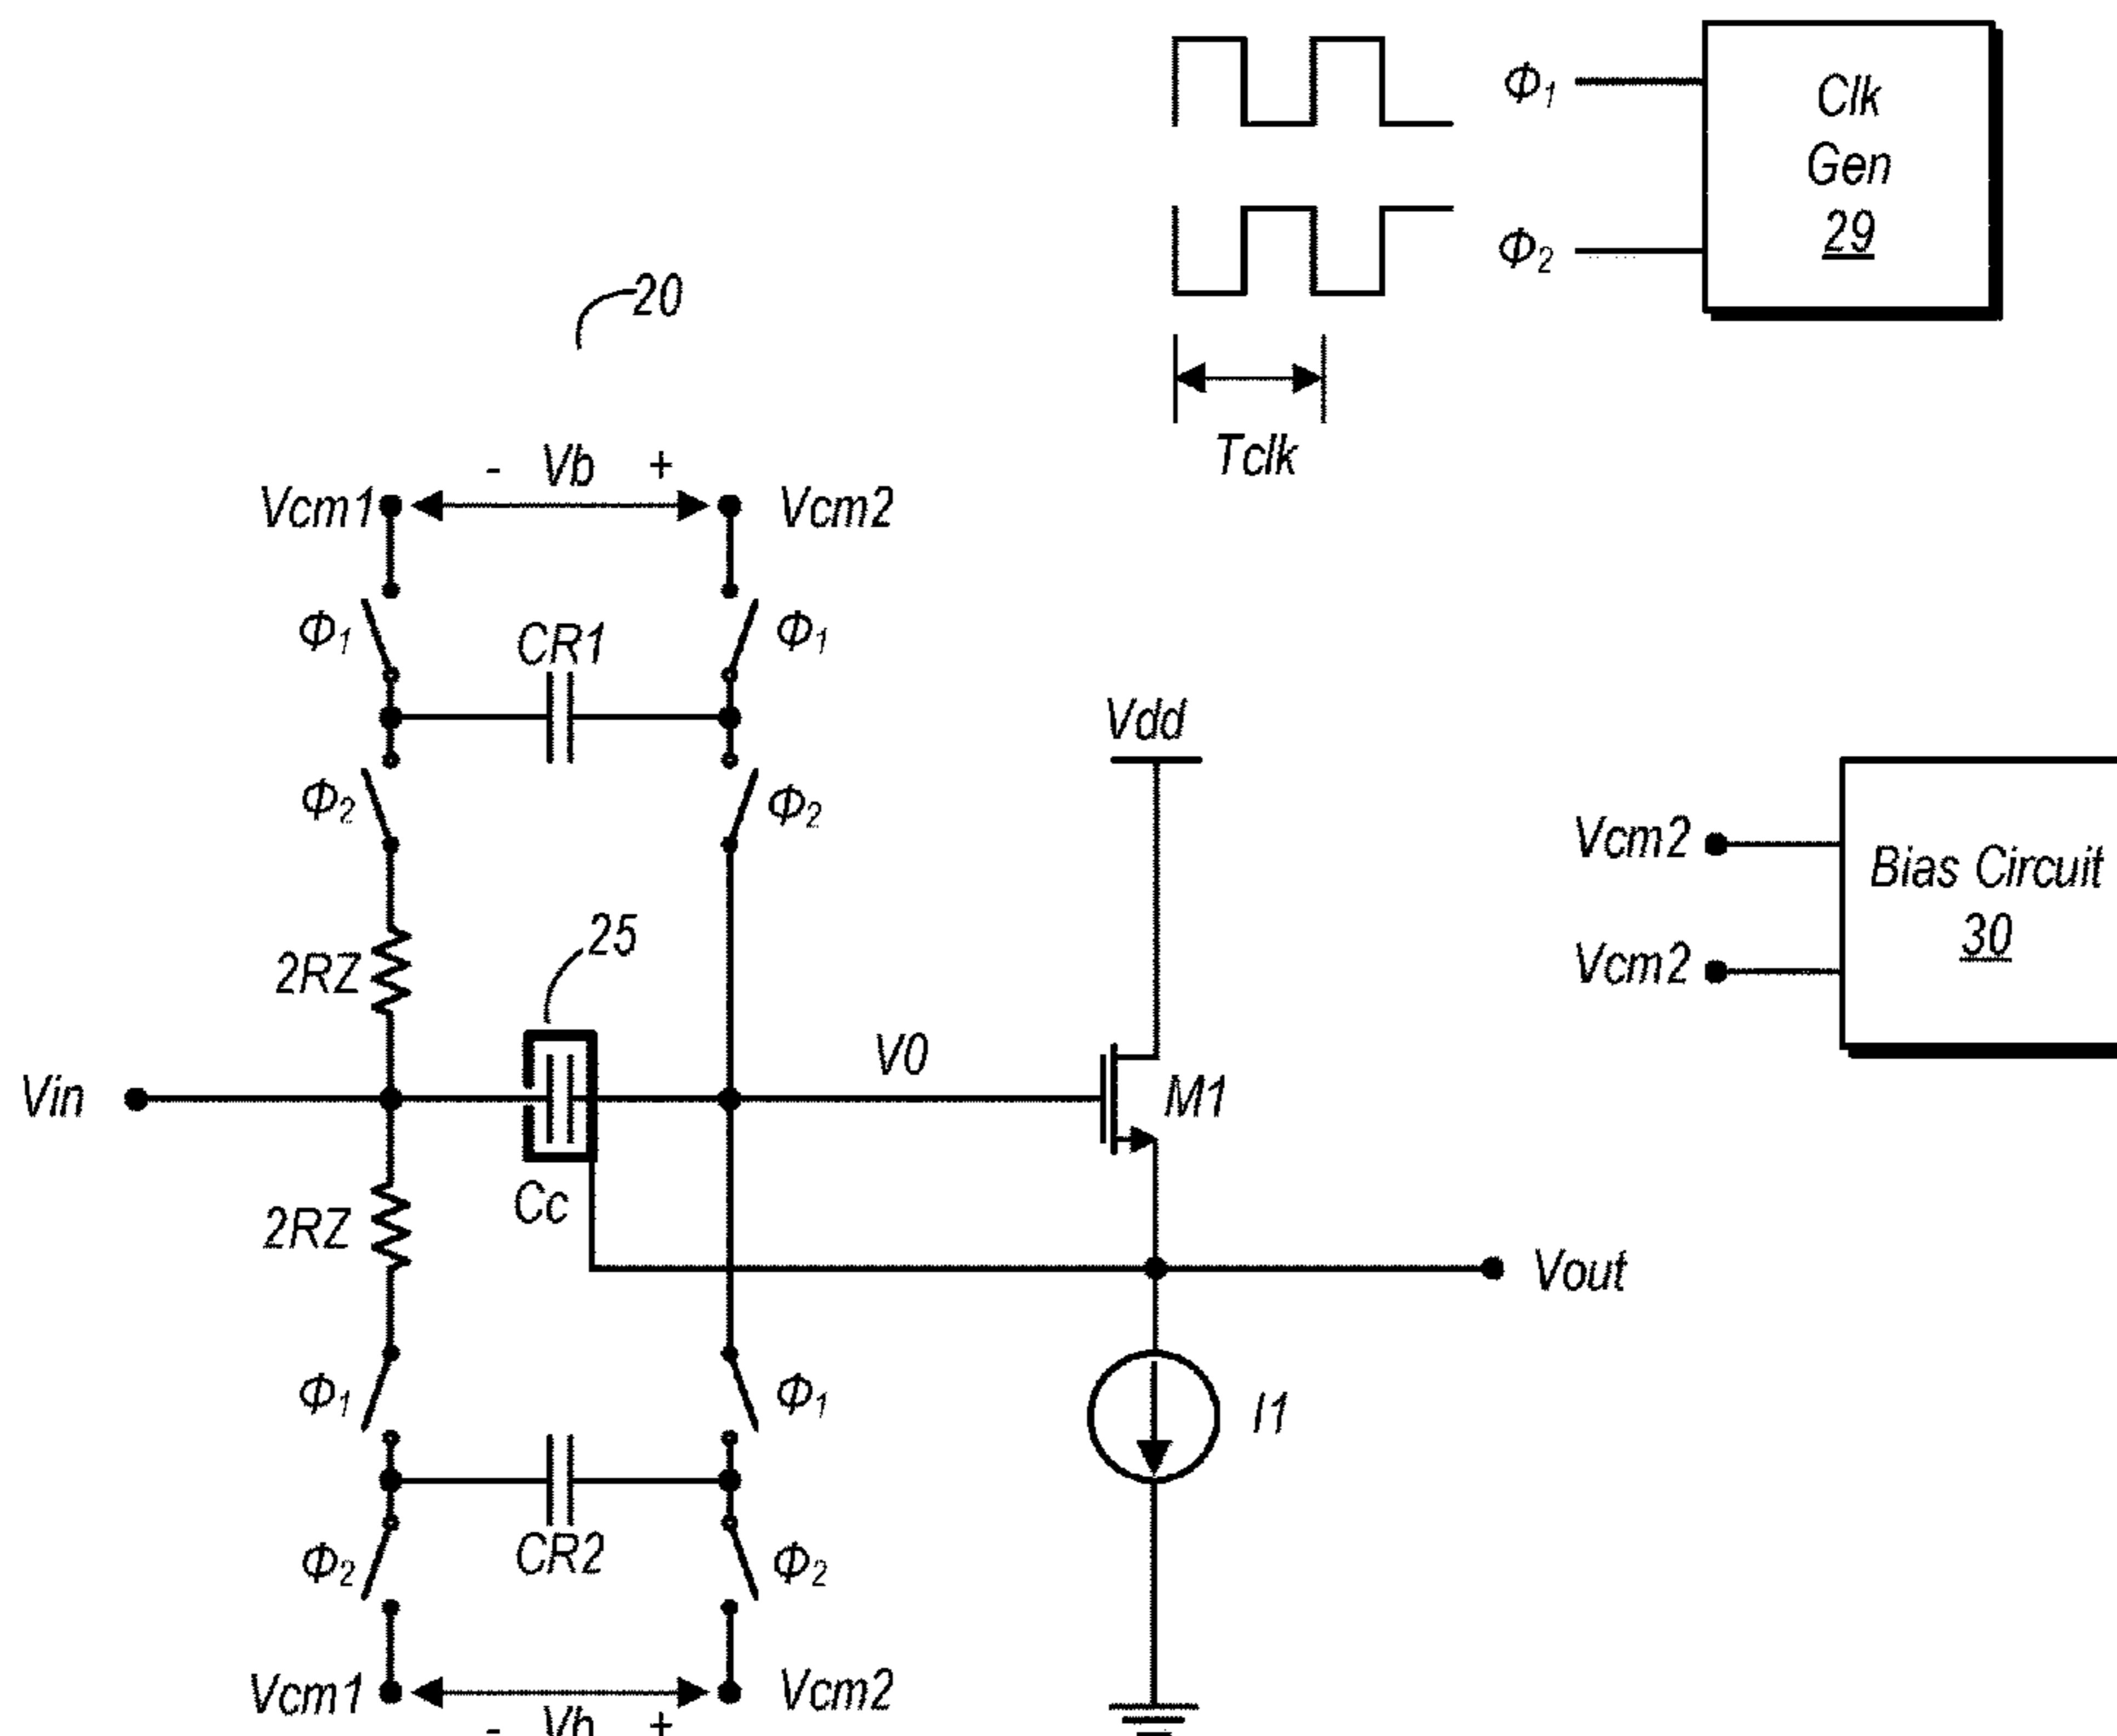 Φ1
Clk
Gen
29
Φ2
20
Tclk
- Vb +
Vcm1
Vcm2
Φ1
CR1
Φ1
Vdd
Φ2
Φ2
Vcm2
Bias Circuit
30
Vcm2
25
2RZ
V0
Vin
M1
Cc
2RZ
Vout
Φ1
Φ1
I1
CR2
Φ2
Φ2
Vcm1
Vcm2
- Vb +